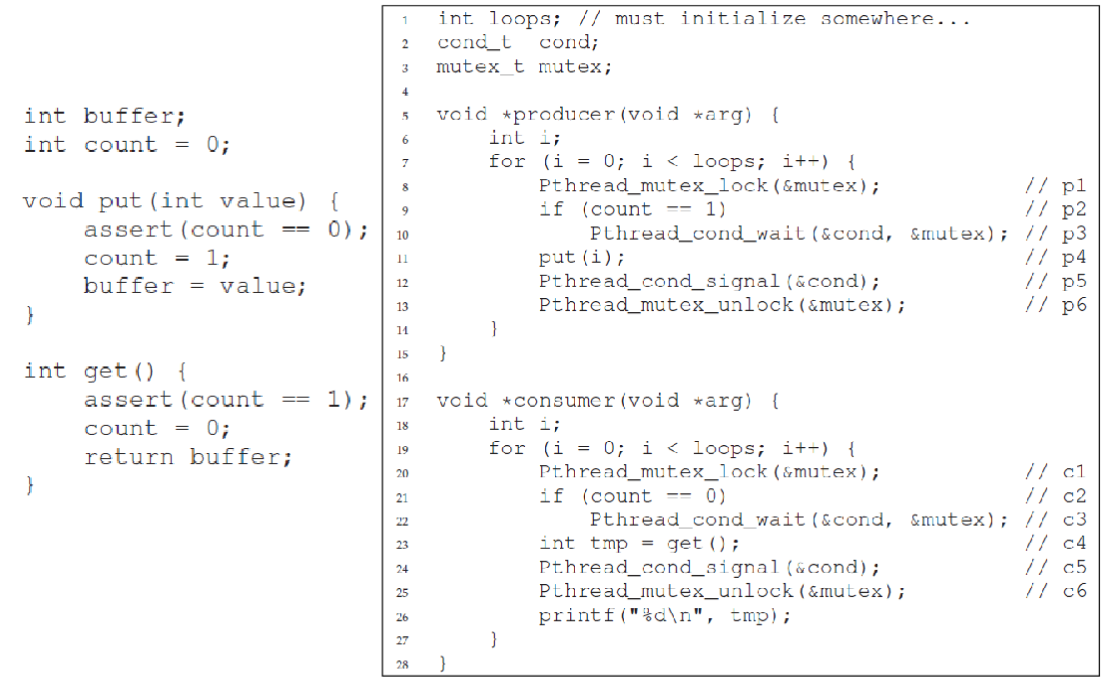 int buffer;
int count = 0;

void put(int value) {
    assert(count == 0);
    count = 1;
    buffer = value;
}

int get() {
    assert(count == 1);
    count = 0;
    return buffer;
}

1 int loops; // must initialize somewhere...
2 cond_t cond;
3 mutex_t mutex;
4
5 void *producer(void *arg) {
6     int i;
7     for (i = 0; i < loops; i++) {
8         Pthread_mutex_lock(&mutex); // p1
9         if (count == 1) // p2
10             Pthread_cond_wait(&cond, &mutex); // p3
11         put(i); // p4
12         Pthread_cond_signal(&cond); // p5
13         Pthread_mutex_unlock(&mutex); // p6
14     }
15 }
16
17 void *consumer(void *arg) {
18     int i;
19     for (i = 0; i < loops; i++) {
20         Pthread_mutex_lock(&mutex); // c1
21         if (count == 0) // c2
22             Pthread_cond_wait(&cond, &mutex); // c3
23         int tmp = get(); // c4
24         Pthread_cond_signal(&cond); // c5
25         Pthread_mutex_unlock(&mutex); // c6
26         printf("%d\n", tmp);
27     }
28 }